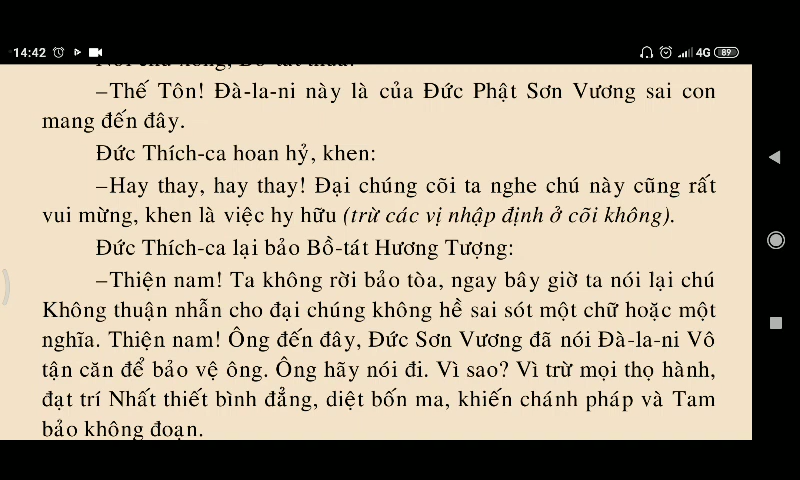 14:42
4G 89
–Thế Tôn! Đà-la-ni này là của Đức Phật Sơn Vương sai con
mang đến đây.
Đức Thích-ca hoan hỷ, khen:
–Hay thay, hay thay! Đại chúng cõi ta nghe chú này cũng rất
vui mừng, khen là việc hy hữu (trừ các vị nhập định ở cõi không).
Đức Thích-ca lại bảo Bồ-tát Hương Tượng:
–Thiện nam! Ta không rời bảo tòa, ngay bây giờ ta nói lại chú
Không thuận nhẫn cho đại chúng không hề sai sót một chữ hoặc một
nghĩa. Thiện nam! Ông đến đây, Đức Sơn Vương đã nói Đà-la-ni Vô
tận căn để bảo vệ ông. Ông hãy nói đi. Vì sao? Vì trừ mọi thọ hành,
đạt trí Nhất thiết bình đẳng, diệt bốn ma, khiến chánh pháp và Tam
bảo không đoạn.